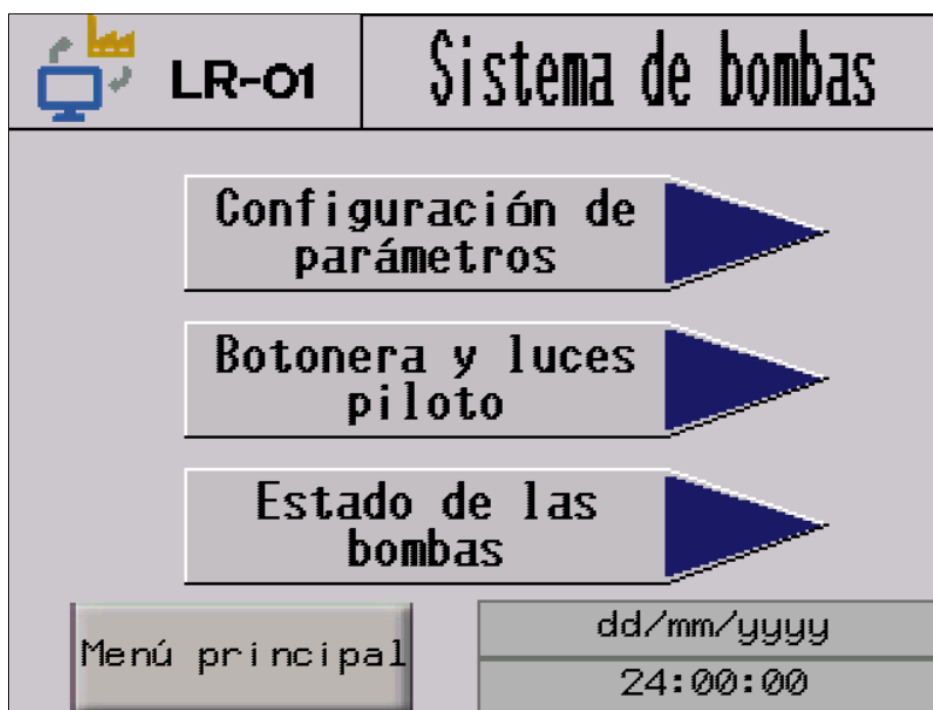 LR-01
Sistema de bombas
Configuración de
parámetros
Botonera y luces
piloto
Estado de las
bombas
Menú principal
dd/mm/yyyy
24:00:00